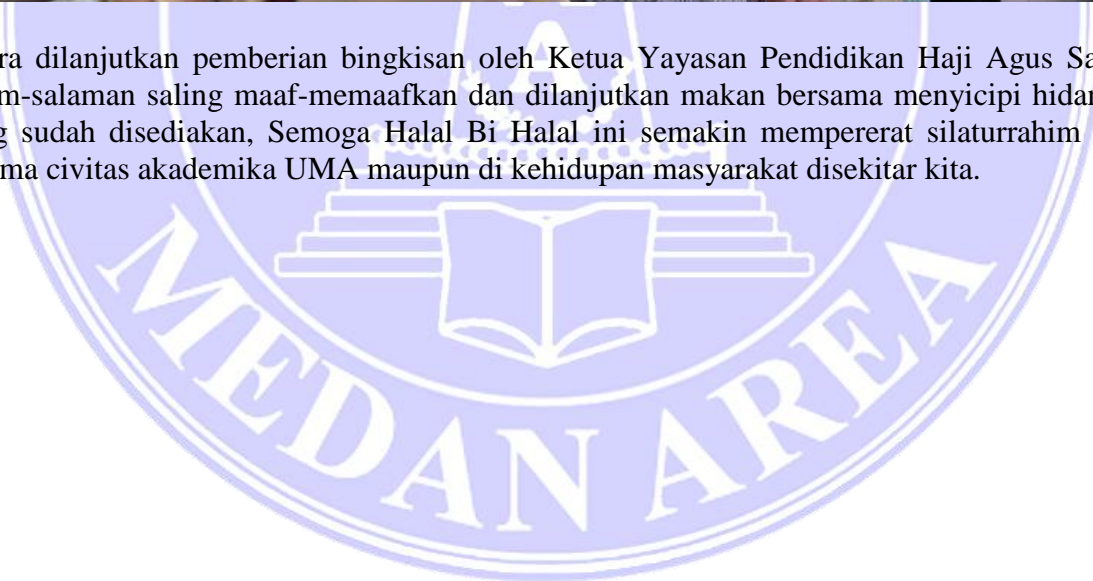 ra dilanjutkan pemberian bingkisan oleh Ketua Yayasan Pendidikan Haji Agus Sa
m-salaman saling maaf-memaafkan dan dilanjutkan makan bersama menyicipi hidan
g sudah disediakan, Semoga Halal Bi Halal ini semakin mempererat silaturrahim
ma civitas akademika UMA maupun di kehidupan masyarakat disekitar kita.
A
MEDAN AREA